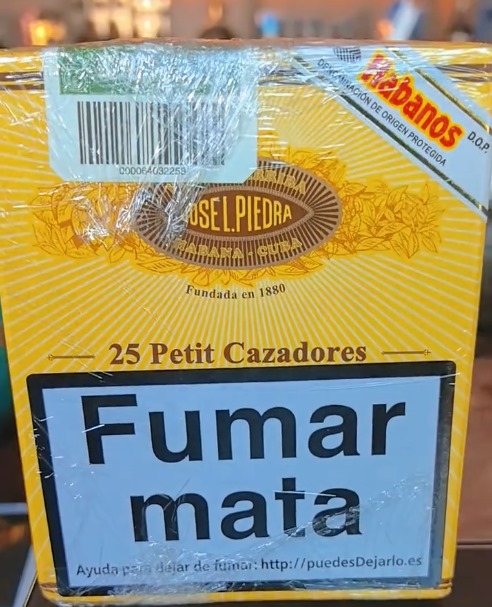 000064032253
Habanos
DENOMINACIÓN DE ORIGEN PROTEGIDA
D.O.P.
JOSE L. PIEDRA
HABANA · CUBA
Fundada en 1880
25 Petit Cazadores
Fumar
mata
Ayuda para dejar de fumar: http://puedesDejarlo.es